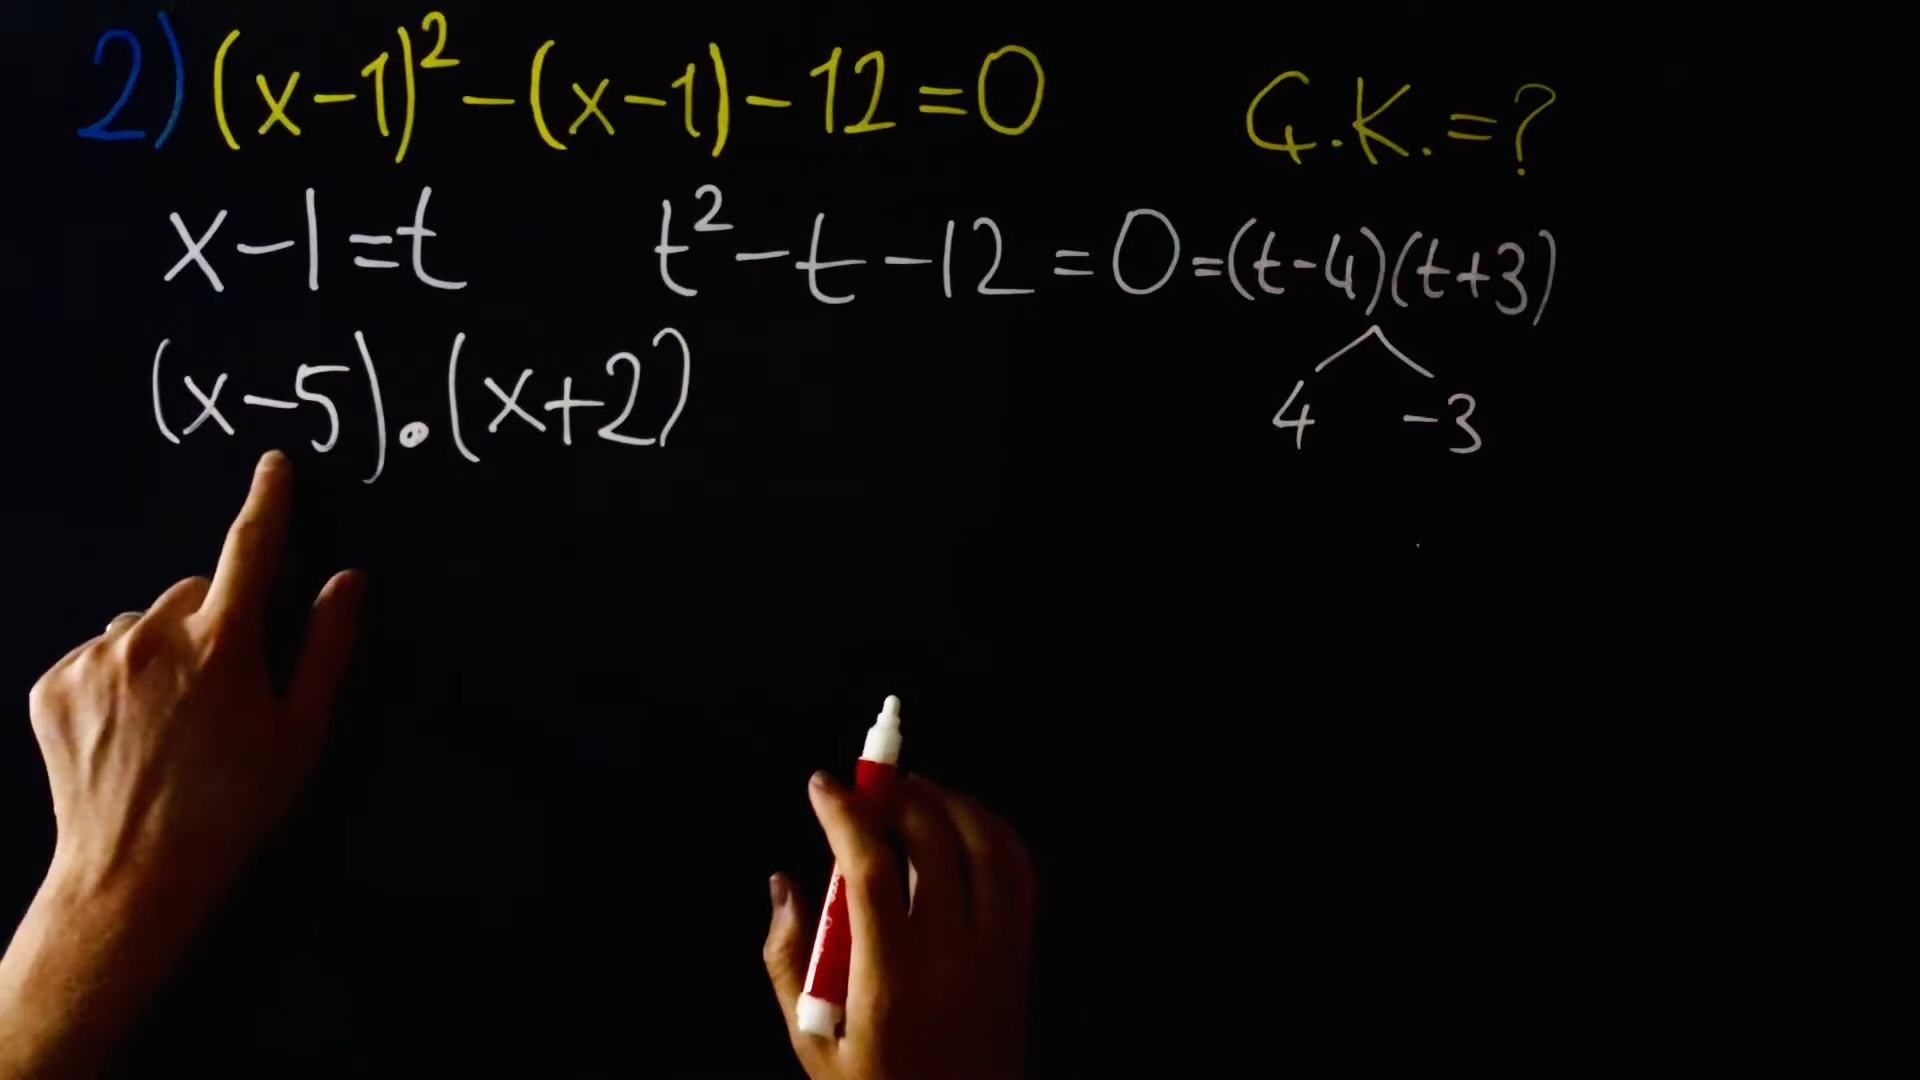 2) (x-1)² - (x-1) - 12 = 0
Ç.K. = ?
x-1=t
t² - t - 12 = 0 = (t-4)(t+3)
4 -3
(x-5).(x+2)